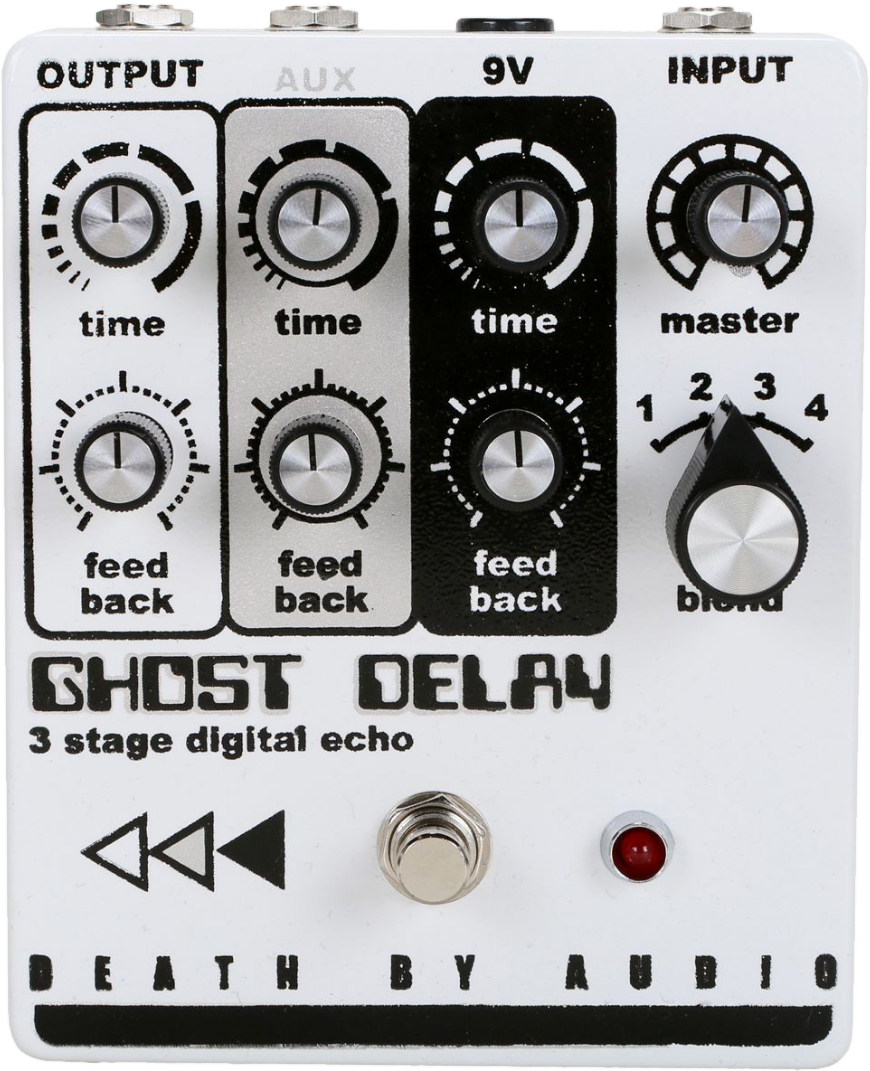 OUTPUT AUX 9V INPUT
time time time master
1 2 3 4
feed feed feed
back back back blend
GHOST DELAY
3 stage digital echo
DEATH BY AUDIO